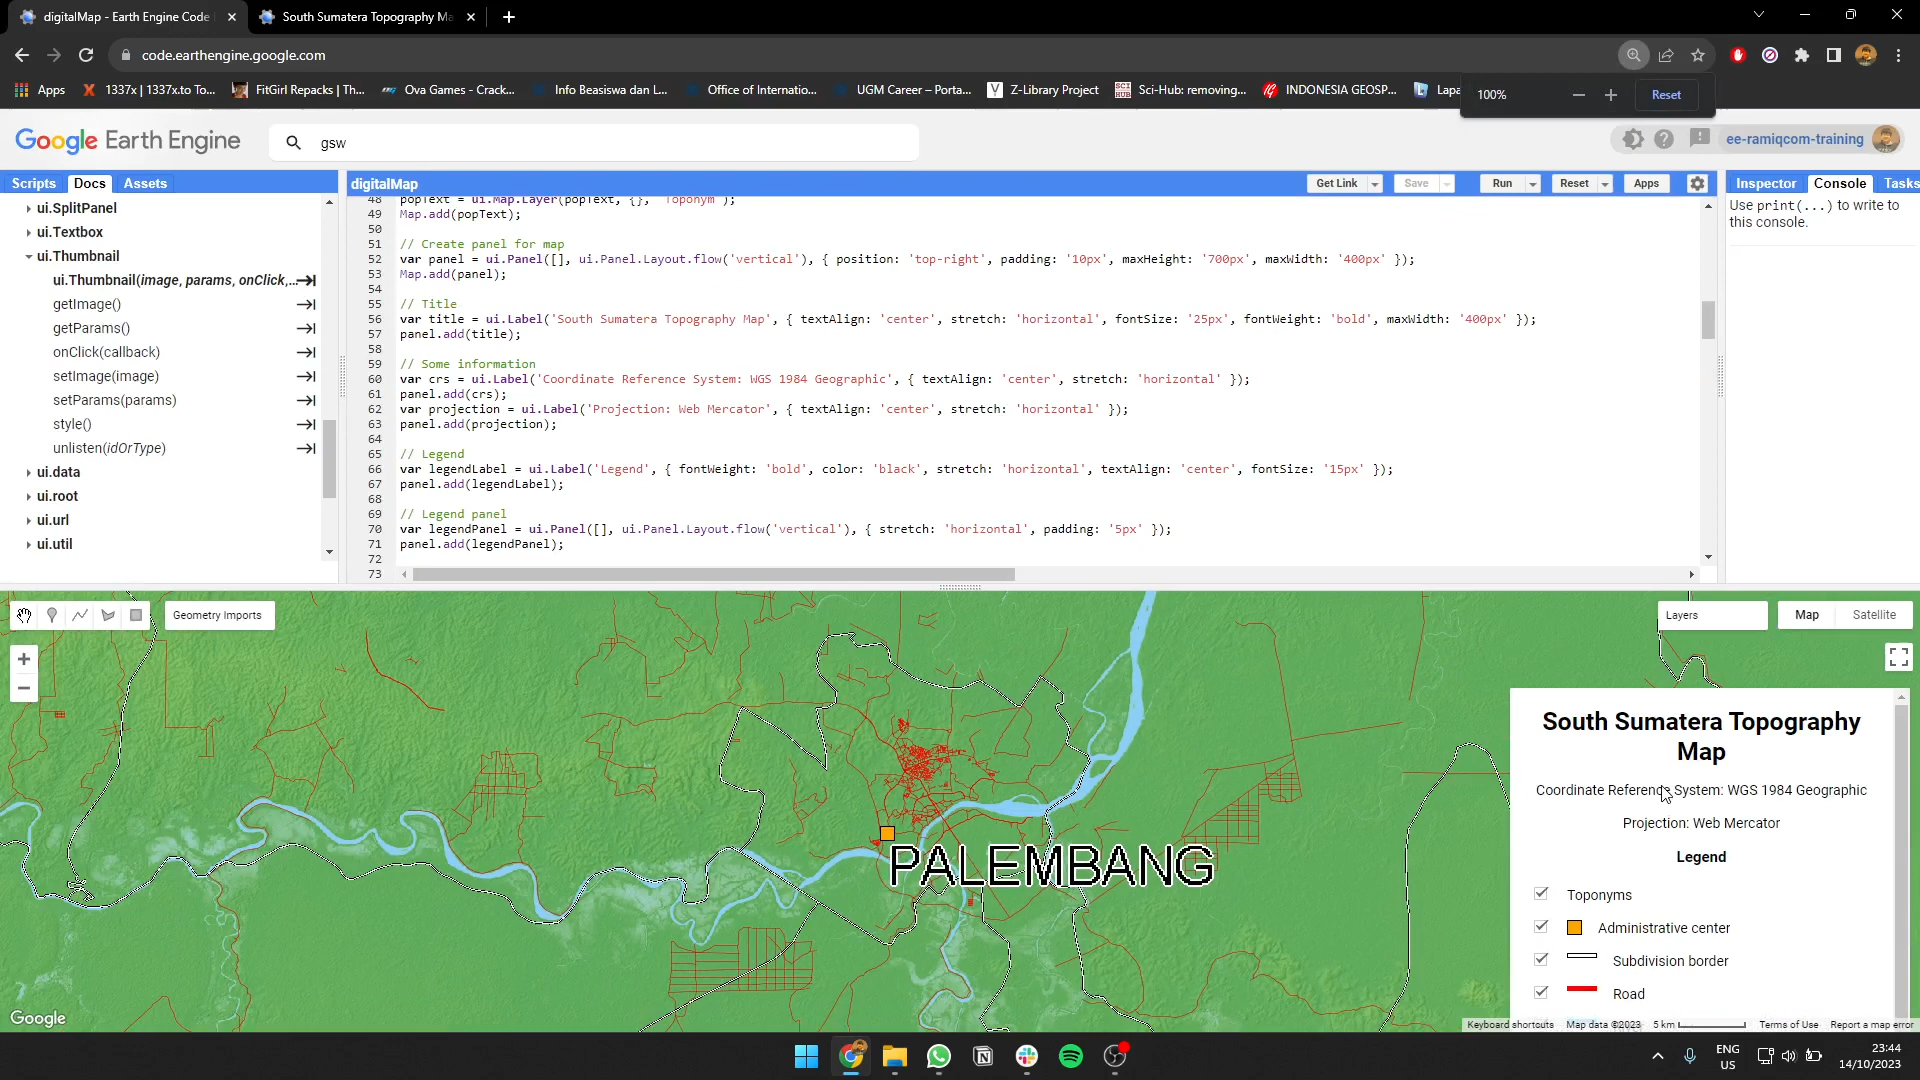 digitalMap - Earth Engine Code
South Sumatera Topography Ma
code.earthengine.google.com
Apps
1337x | 1337x.to To...
FitGirl Repacks | Th...
Ova Games - Crack...
Info Beasiswa dan L...
Office of Internatio...
UGM Career – Porta...
Z-Library Project
Sci-Hub: removing...
INDONESIA GEOSP...
Lapa
100%
Reset
Google Earth Engine
gsw
ee-ramiqcom-training
Scripts
Docs
Assets
digitalMap
Get Link
Save
Run
Reset
Apps
Inspector
Console
Tasks
Use print(...) to write to
this console.
ui.SplitPanel
ui.Textbox
ui.Thumbnail
ui.Thumbnail(image, params, onClick,...
getImage()
getParams()
onClick(callback)
setImage(image)
setParams(params)
style()
unlisten(idOrType)
ui.data
ui.root
ui.url
ui.util
48 popText = ui.Map.Layer(popText, {}, 'Toponym');
49 Map.add(popText);
50
51 // Create panel for map
52 var panel = ui.Panel([], ui.Panel.Layout.flow('vertical'), { position: 'top-right', padding: '10px', maxHeight: '700px', maxWidth: '400px' });
53 Map.add(panel);
54
55 // Title
56 var title = ui.Label('South Sumatera Topography Map', { textAlign: 'center', stretch: 'horizontal', fontSize: '25px', fontWeight: 'bold', maxWidth: '400px' });
57 panel.add(title);
58
59 // Some information
60 var crs = ui.Label('Coordinate Reference System: WGS 1984 Geographic', { textAlign: 'center', stretch: 'horizontal' });
61 panel.add(crs);
62 var projection = ui.Label('Projection: Web Mercator', { textAlign: 'center', stretch: 'horizontal' });
63 panel.add(projection);
64
65 // Legend
66 var legendLabel = ui.Label('Legend', { fontWeight: 'bold', color: 'black', stretch: 'horizontal', textAlign: 'center', fontSize: '15px' });
67 panel.add(legendLabel);
68
69 // Legend panel
70 var legendPanel = ui.Panel([], ui.Panel.Layout.flow('vertical'), { stretch: 'horizontal', padding: '5px' });
71 panel.add(legendPanel);
72
73
Geometry Imports
Layers
Map
Satellite
South Sumatera Topography
Map
Coordinate Reference System: WGS 1984 Geographic
Projection: Web Mercator
Legend
Toponyms
Administrative center
Subdivision border
Road
PALEMBANG
Google
Keyboard shortcuts
Map data ©2023
5 km
Terms of Use
Report a map error
ENG
US
23:44
14/10/2023